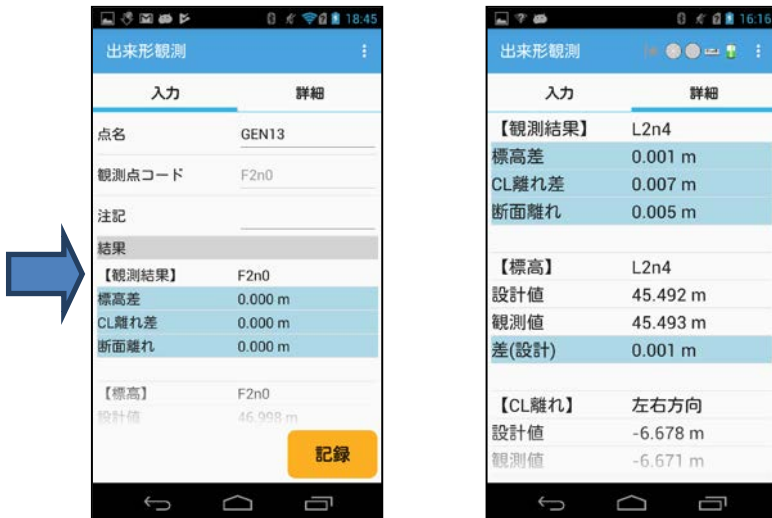 18:45
出来形観測
入力 詳細
点名 GEN13
観測点コード F2n0
注記
結果
【観測結果】 F2n0
標高差 0.000 m
CL離れ差 0.000 m
断面離れ 0.000 m
【標高】 F2n0
設計値 46.998 m
記録
16:16
出来形観測
入力 詳細
【観測結果】 L2n4
標高差 0.001 m
CL離れ差 0.007 m
断面離れ 0.005 m
【標高】 L2n4
設計値 45.492 m
観測値 45.493 m
差(設計) 0.001 m
【CL離れ】 左右方向
設計値 -6.678 m
観測値 -6.671 m